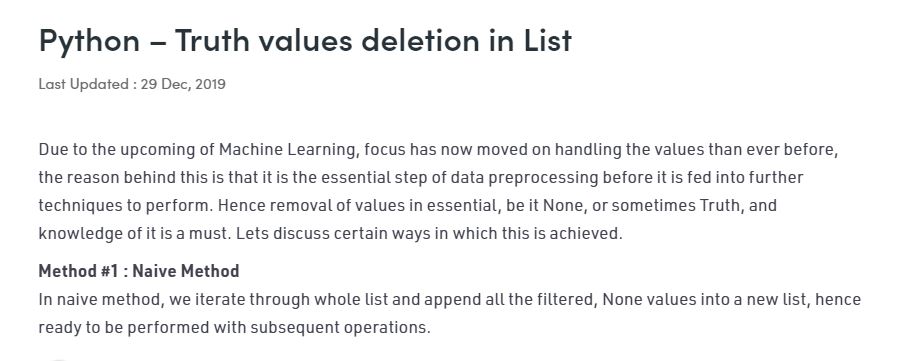 Python – Truth values deletion in List
Last Updated : 29 Dec, 2019
Due to the upcoming of Machine Learning, focus has now moved on handling the values than ever before,
the reason behind this is that it is the essential step of data preprocessing before it is fed into further
techniques to perform. Hence removal of values in essential, be it None, or sometimes Truth, and
knowledge of it is a must. Lets discuss certain ways in which this is achieved.
Method #1 : Naive Method
In naive method, we iterate through whole list and append all the filtered, None values into a new list, hence
ready to be performed with subsequent operations.